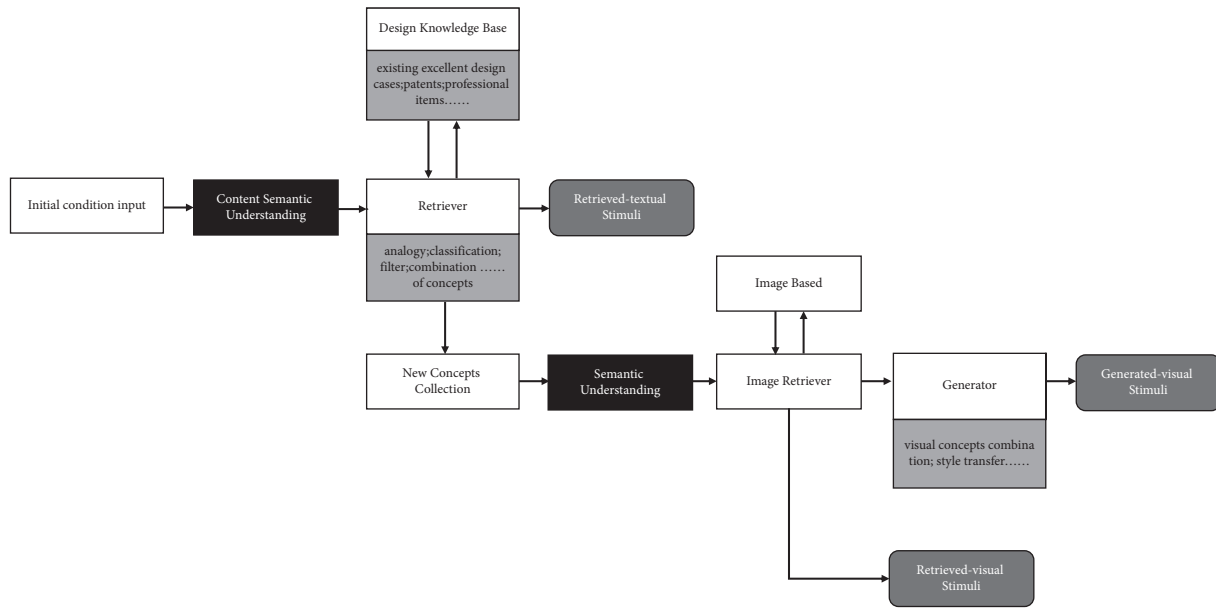 Design Knowledge Base
existing excellent design
cases;patents;professional
items……
Initial condition input
Content Semantic
Understanding
Retriever
Retrieved-textual
Stimuli
analogy;classification;
filter;combination ……
of concepts
Image Based
New Concepts
Collection
Semantic
Understanding
Image Retriever
Generator
Generated-visual
Stimuli
visual concepts combina
tion; style transfer……
Retrieved-visual
Stimuli